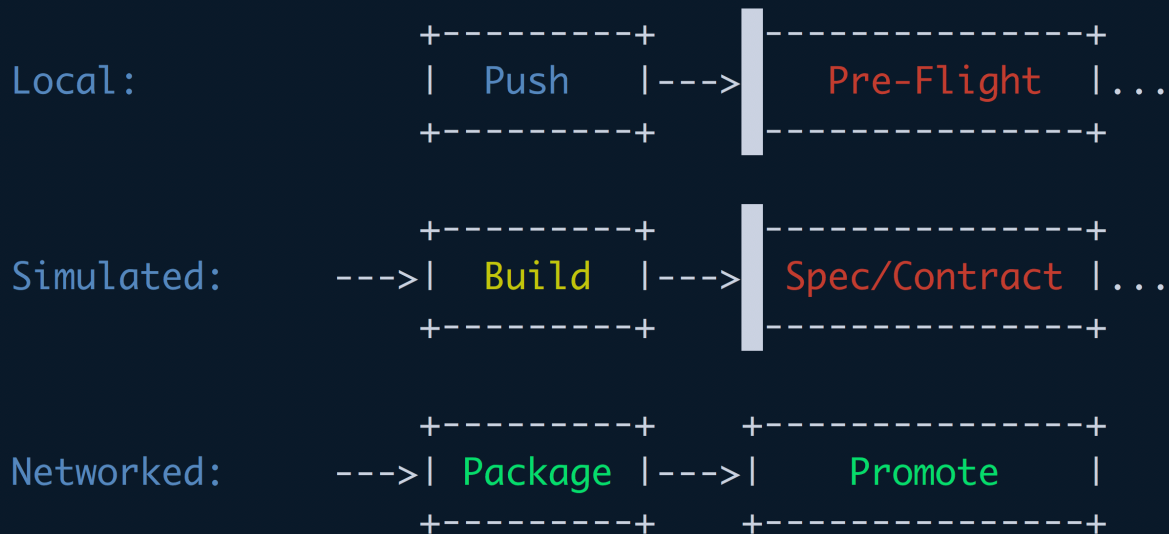 +----------+ ---------------+
Local: | Push |---> Pre-Flight |...
+----------+ ---------------+
+----------+ ---------------+
Simulated: --->| Build |---> Spec/Contract |...
+----------+ ---------------+
+----------+ +---------------+
Networked: --->| Package |--->| Promote |
+----------+ +---------------+